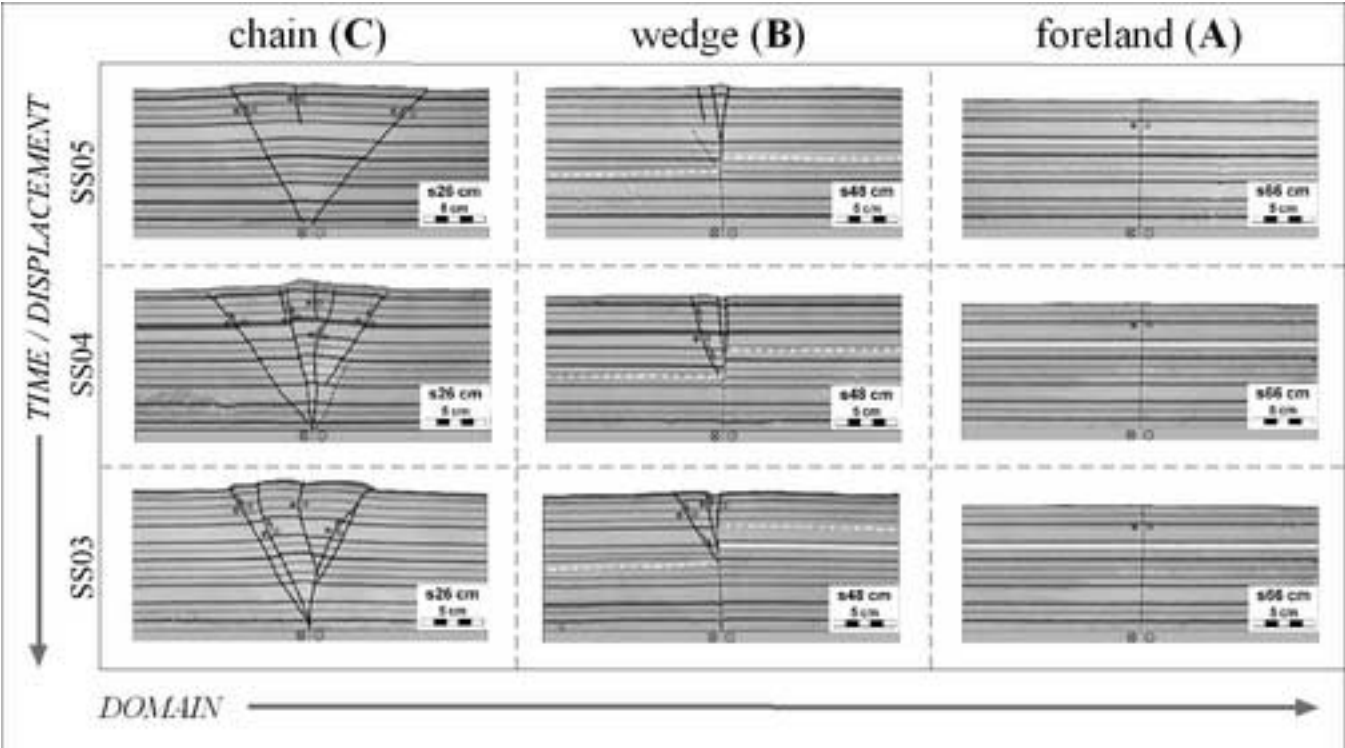 chain (C) wedge (B) foreland (A)
TIME / DISPLACEMENT
SS05
s26 cm
5 cm
s48 cm
5 cm
s66 cm
5 cm
SS04
s26 cm
5 cm
s48 cm
5 cm
s66 cm
5 cm
SS03
s26 cm
5 cm
s48 cm
5 cm
s66 cm
5 cm
DOMAIN